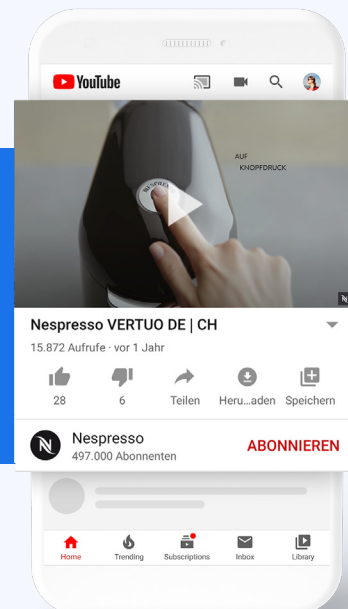 YouTube
AUF
KNOPFDRUCK
NESPRESSO
Nespresso VERTUO DE | CH
15.872 Aufrufe · vor 1 Jahr
28
6
Teilen
Heru...aden
Speichern
Nespresso
497.000 Abonnenten
ABONNIEREN
Home
Trending
Subscriptions
Inbox
Library